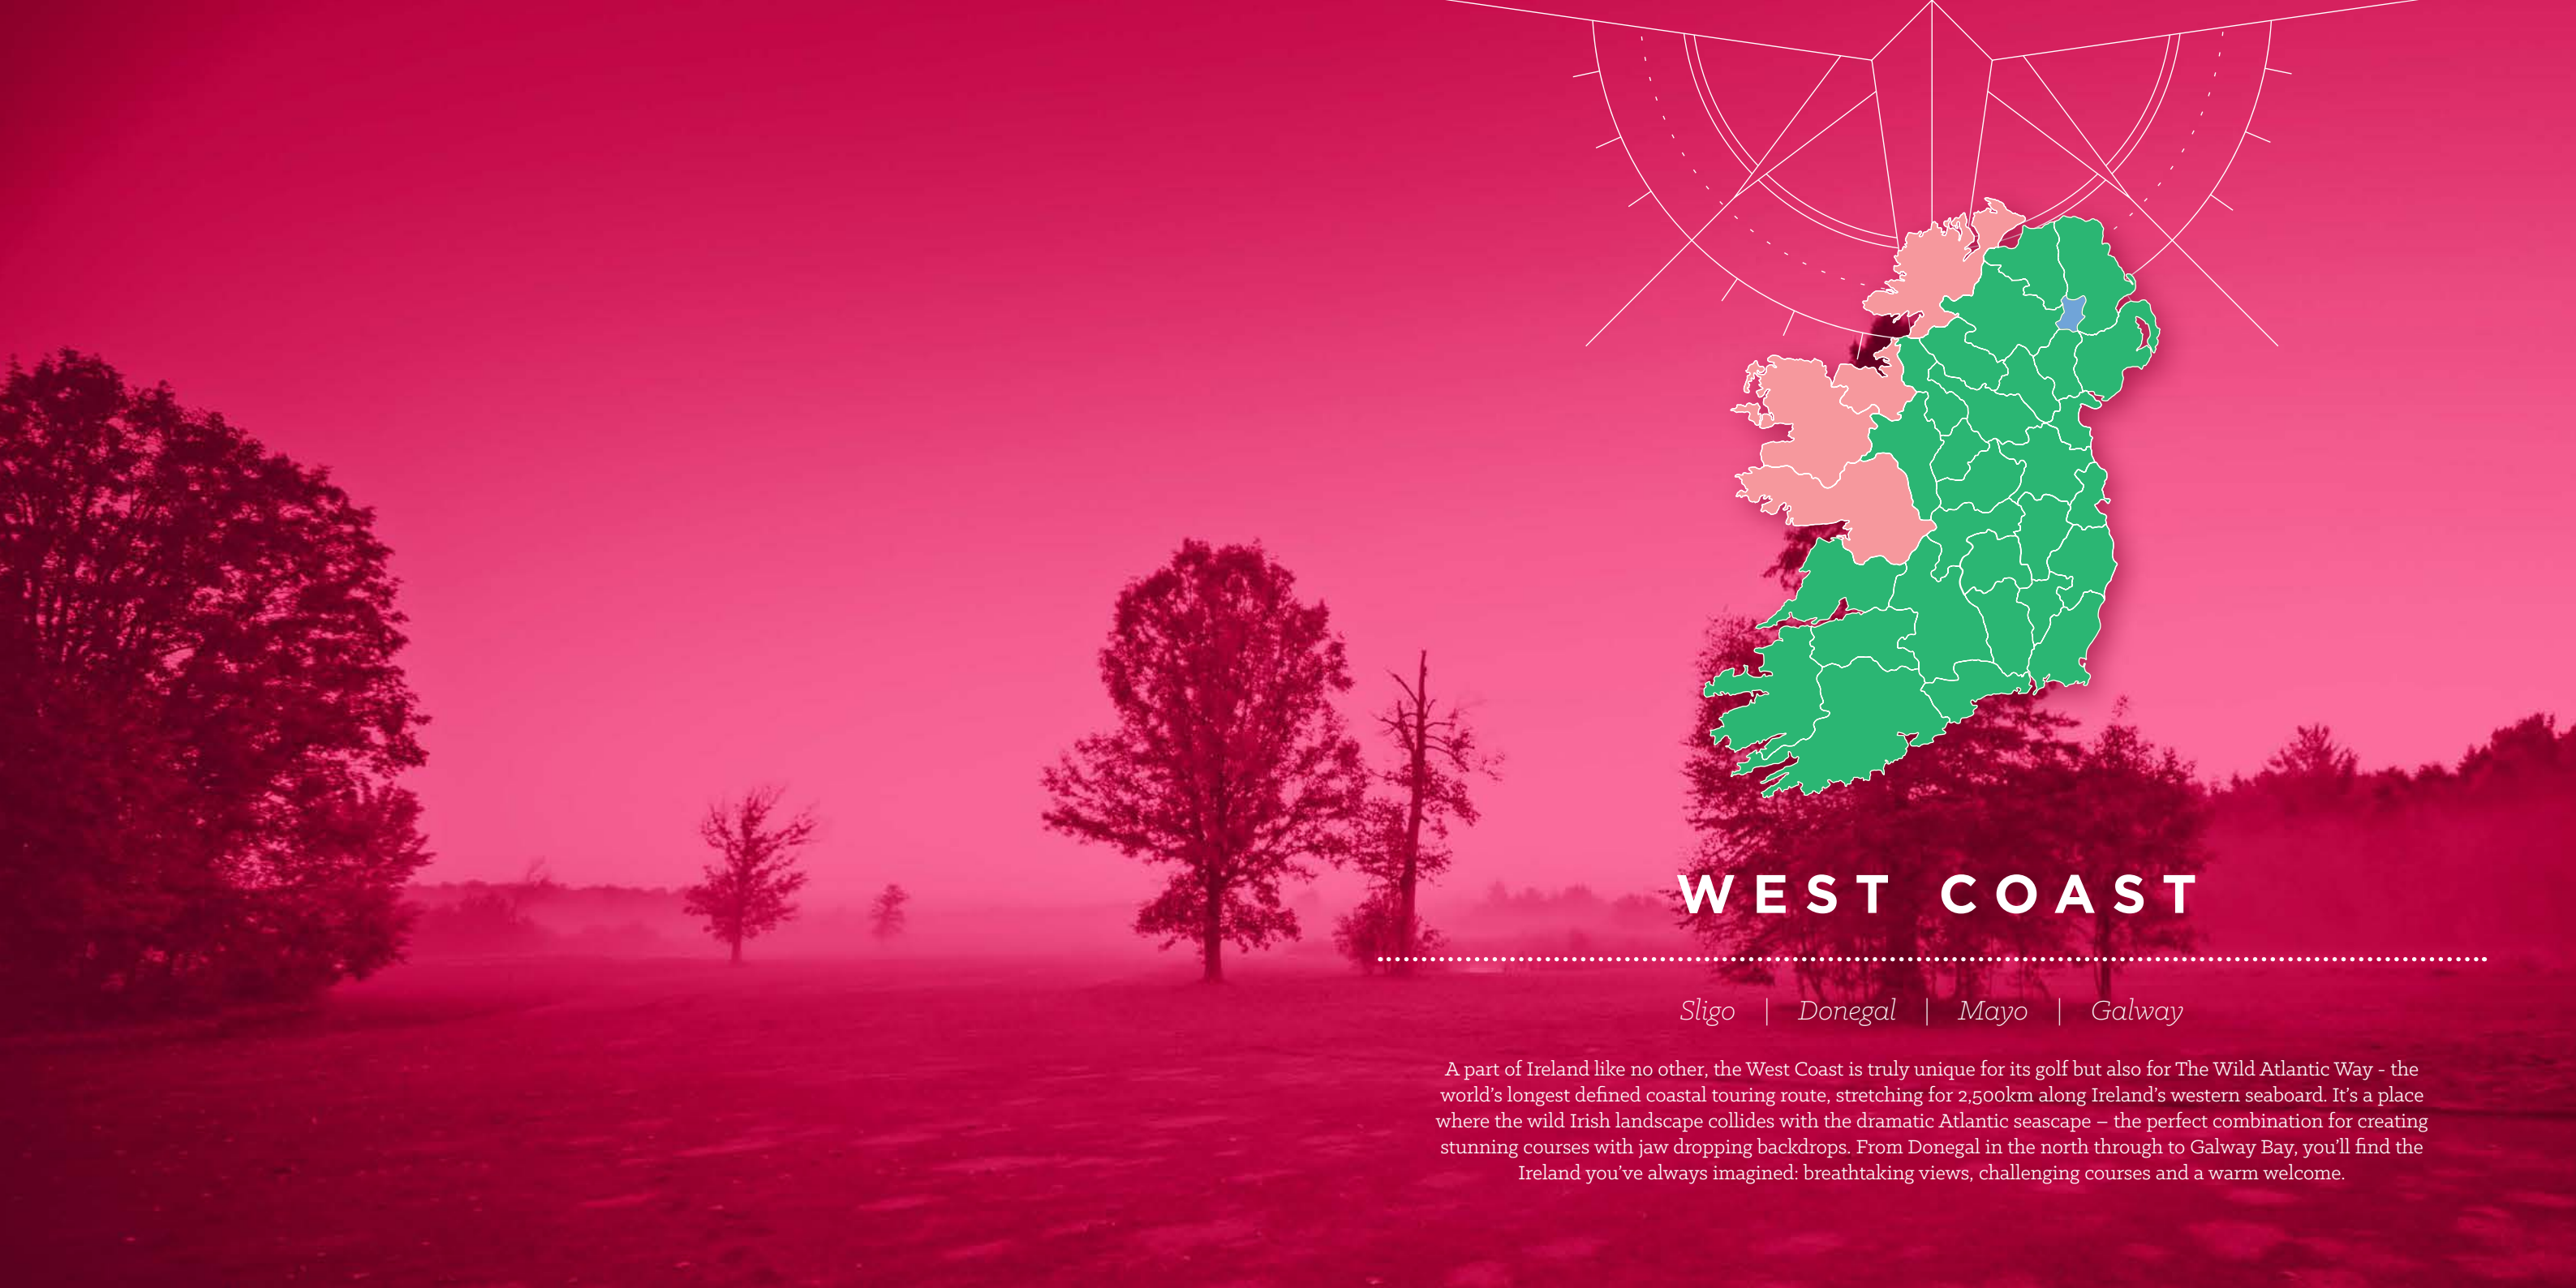 WEST COAST
Sligo | Donegal | Mayo | Galway
A part of Ireland like no other, the West Coast is truly unique for its golf but also for The Wild Atlantic Way - the
world’s longest defined coastal touring route, stretching for 2,500km along Ireland’s western seaboard. It’s a place
where the wild Irish landscape collides with the dramatic Atlantic seascape – the perfect combination for creating
stunning courses with jaw dropping backdrops. From Donegal in the north through to Galway Bay, you’ll find the
Ireland you’ve always imagined: breathtaking views, challenging courses and a warm welcome.